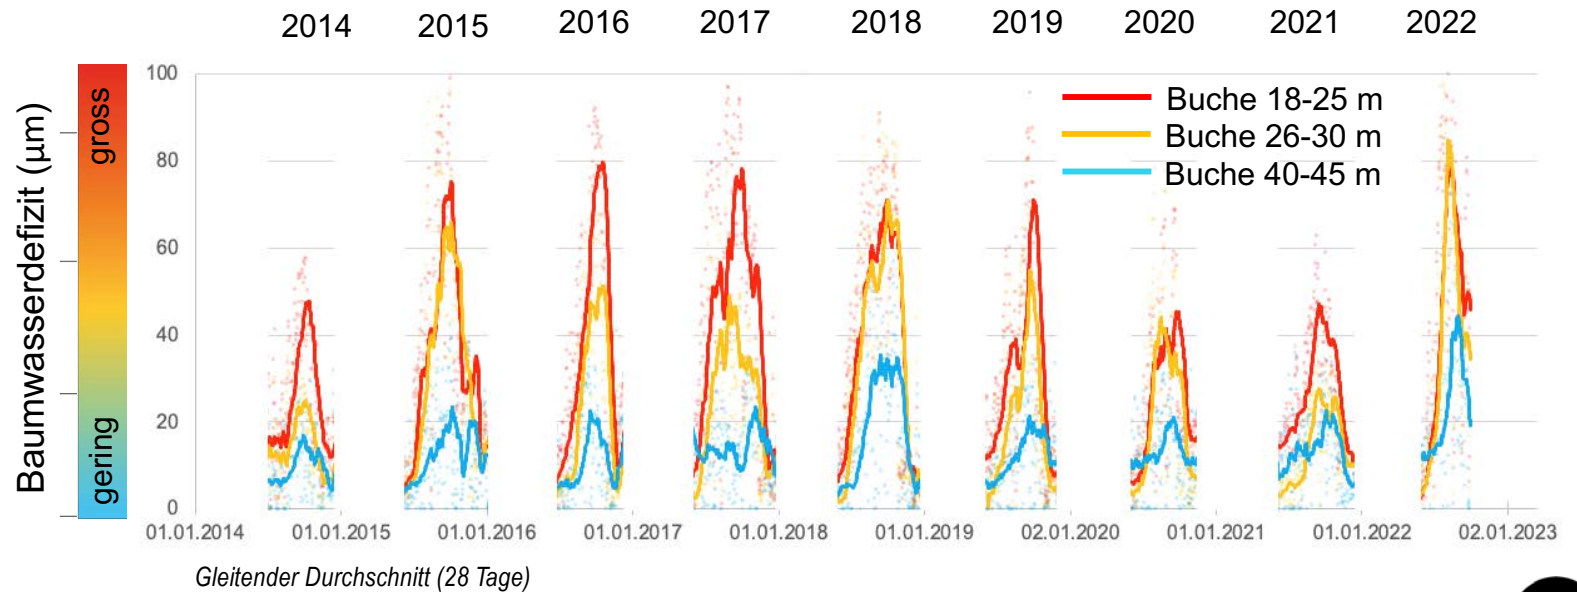 2014 2015 2016 2017 2018 2019 2020 2021 2022
Baumwasserdefizit (µm)
gross
gering
100
80
60
40
20
0
Buche 18-25 m
Buche 26-30 m
Buche 40-45 m
01.01.2014 01.01.2015 01.01.2016 01.01.2017 01.01.2018 01.01.2019 02.01.2020 01.01.2021 01.01.2022 02.01.2023
Gleitender Durchschnitt (28 Tage)